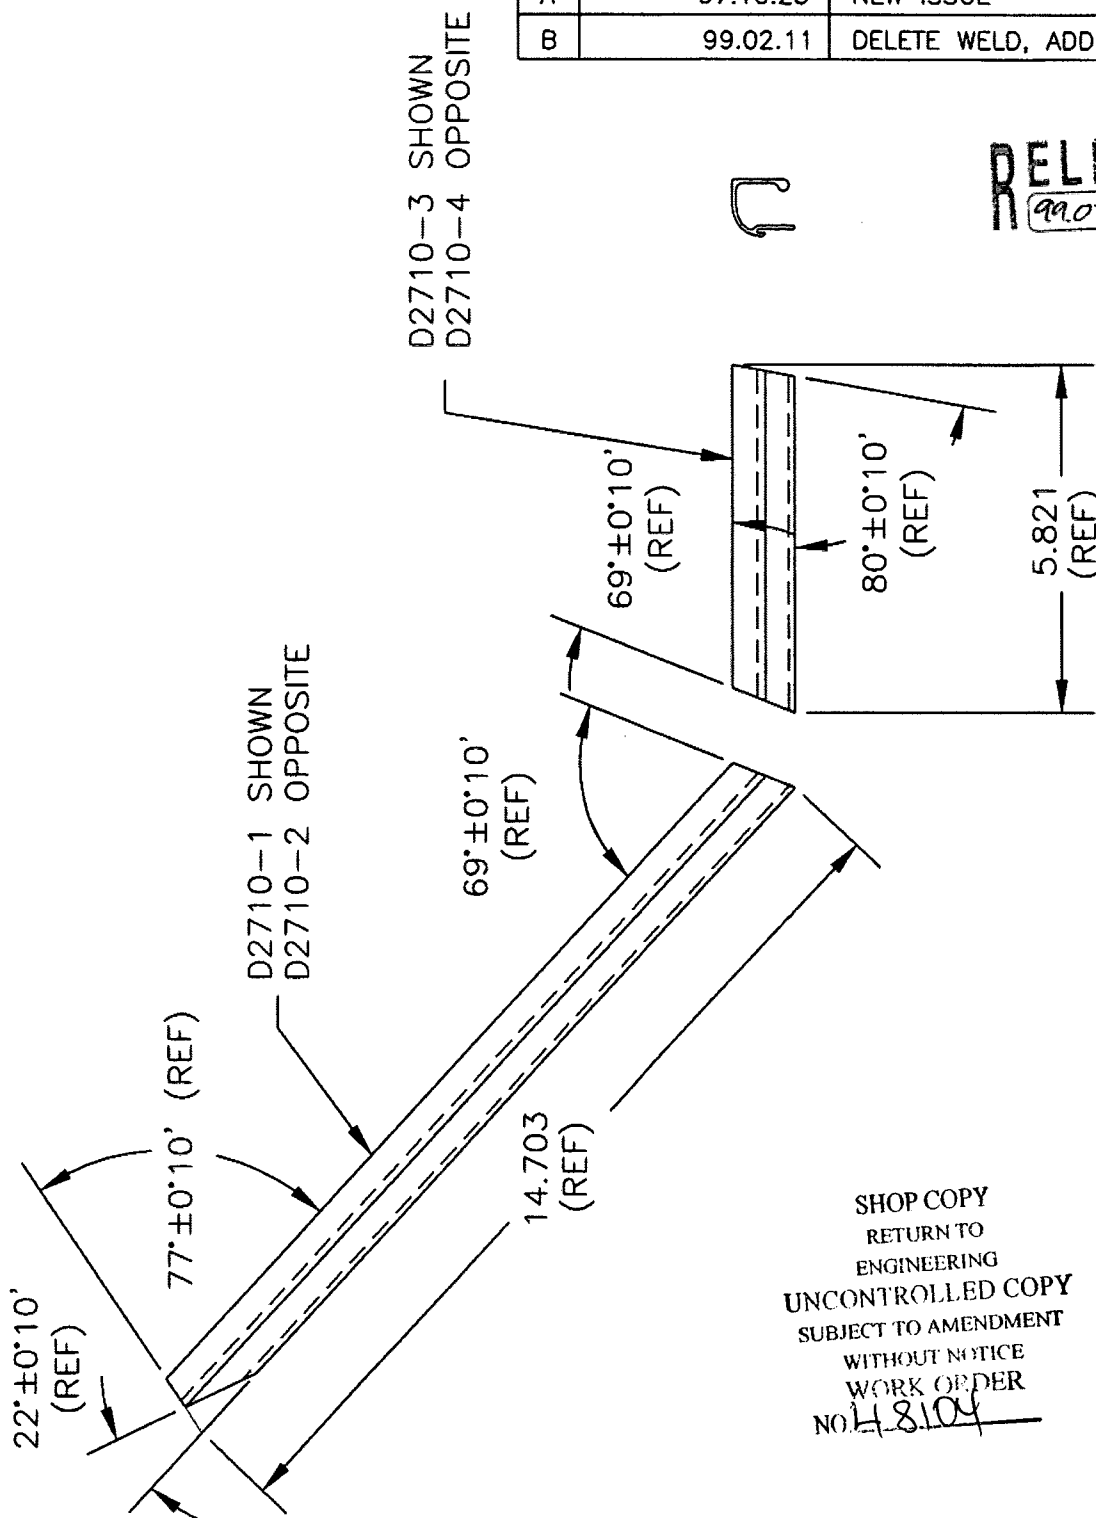 NEW ISSUE
B 99.02.11 DELETE WELD, ADD
D2710-3 SHOWN
D2710-4 OPPOSITE
69°±0°10'
(REF)
80°±0°10'
(REF)
5.821
(REF)
D2710-1 SHOWN
D2710-2 OPPOSITE
69°±0°10'
(REF)
77°±0°10' (REF)
22°±0°10'
(REF)
14.703
(REF)
SHOP COPY
RETURN TO
ENGINEERING
UNCONTROLLED COPY
SUBJECT TO AMENDMENT
WITHOUT NOTICE
WORK ORDER
NO. 48104